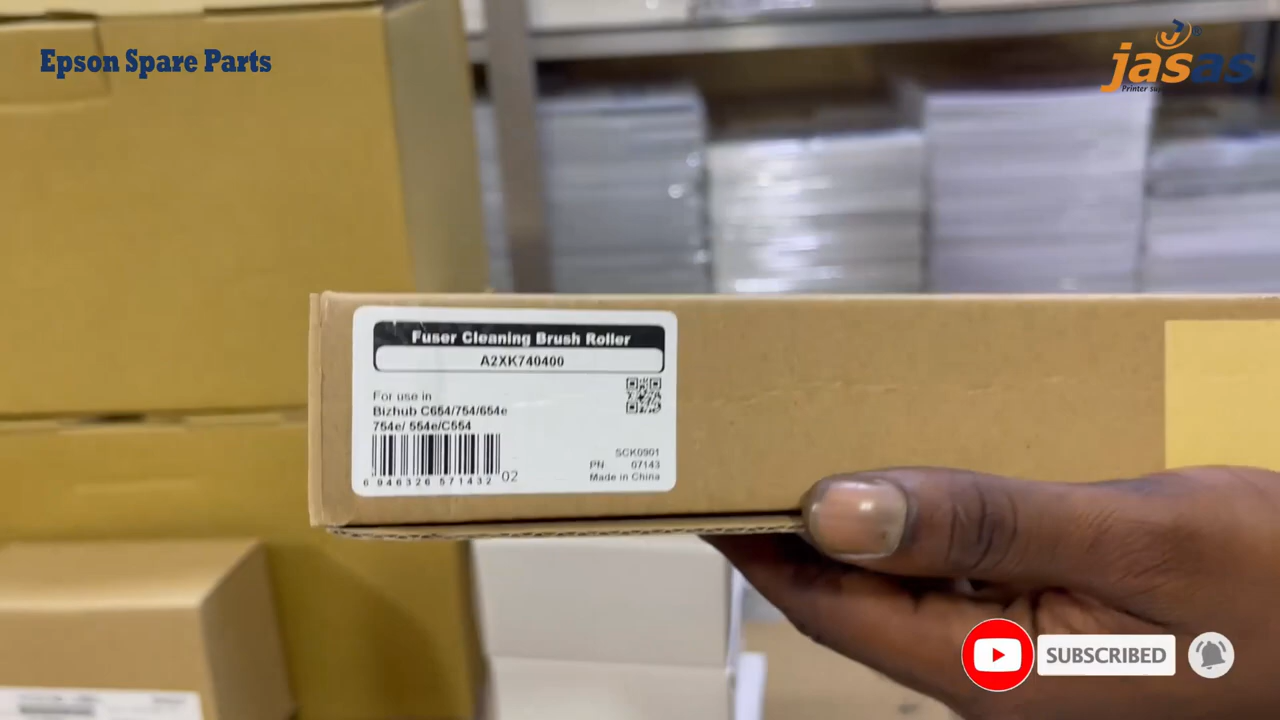 Epson Spare Parts
jasas
Fuser Cleaning Brush Roller
A2XK740400
For use in
Bizhub C654/754/654e
754e/ 554e/C554
SCK0901
PN 07143
Made in China
6 946326 571432 02
SUBSCRIBED